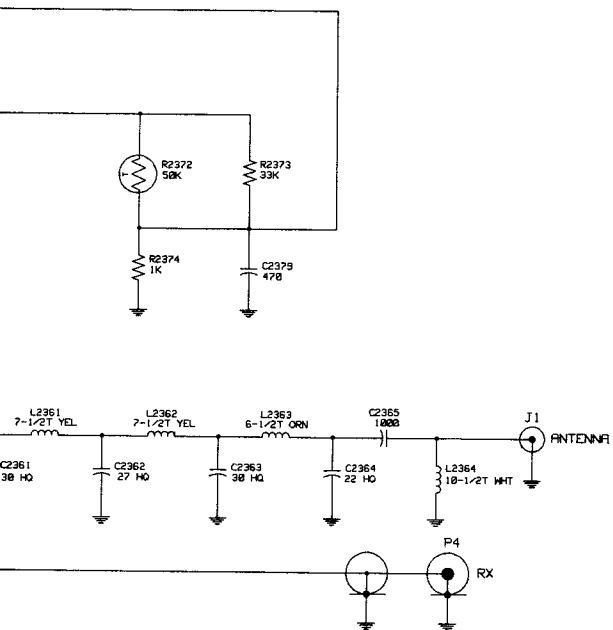 R2372
50K
R2373
33K
T
R2374
1K
C2379
470
L2361
7-1/2T YEL
L2362
7-1/2T YEL
L2363
6-1/2T ORN
C2365
1000
J1
ANTENNA
C2361
30 HQ
C2362
27 HQ
C2363
30 HQ
C2364
22 HQ
L2364
10-1/2T WHT
P4
RX